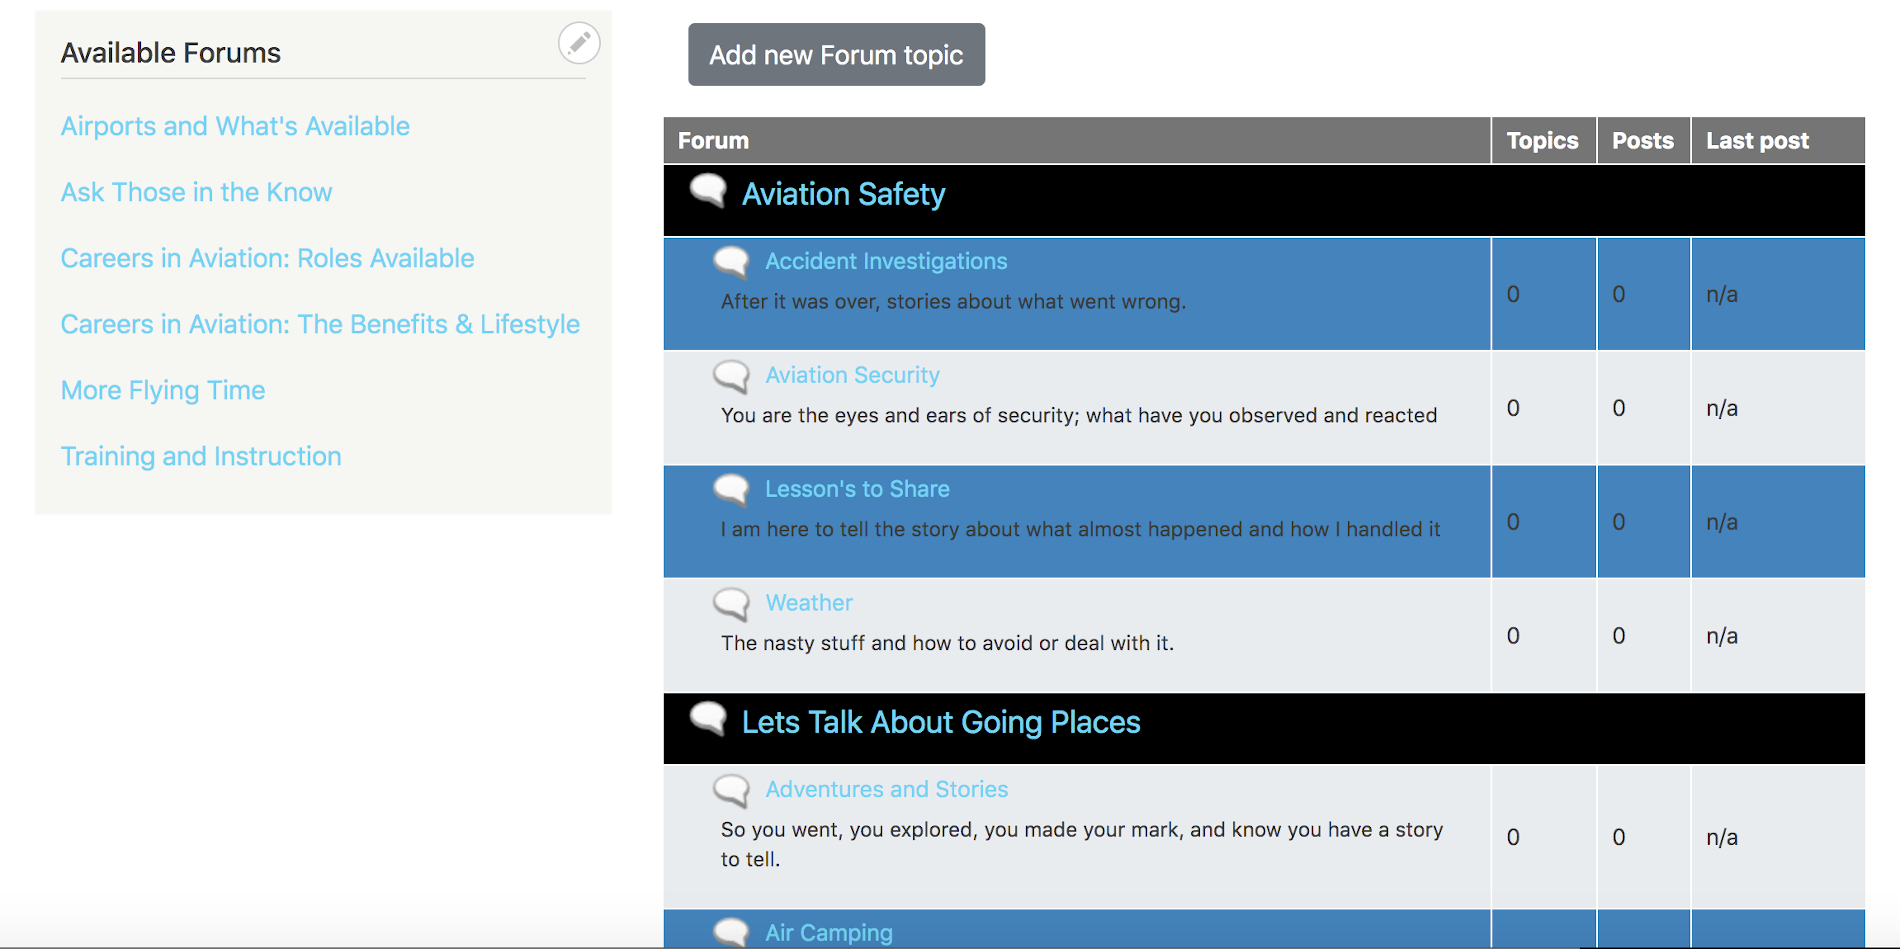 Available Forums
Airports and What's Available
Ask Those in the Know
Careers in Aviation: Roles Available
Careers in Aviation: The Benefits & Lifestyle
More Flying Time
Training and Instruction
Add new Forum topic
Forum Topics Posts Last post
Aviation Safety
Accident Investigations
After it was over, stories about what went wrong.
0 0 n/a
Aviation Security
You are the eyes and ears of security; what have you observed and reacted
0 0 n/a
Lesson's to Share
I am here to tell the story about what almost happened and how I handled it
0 0 n/a
Weather
The nasty stuff and how to avoid or deal with it.
0 0 n/a
Lets Talk About Going Places
Adventures and Stories
So you went, you explored, you made your mark, and know you have a story
to tell.
0 0 n/a
Air Camping